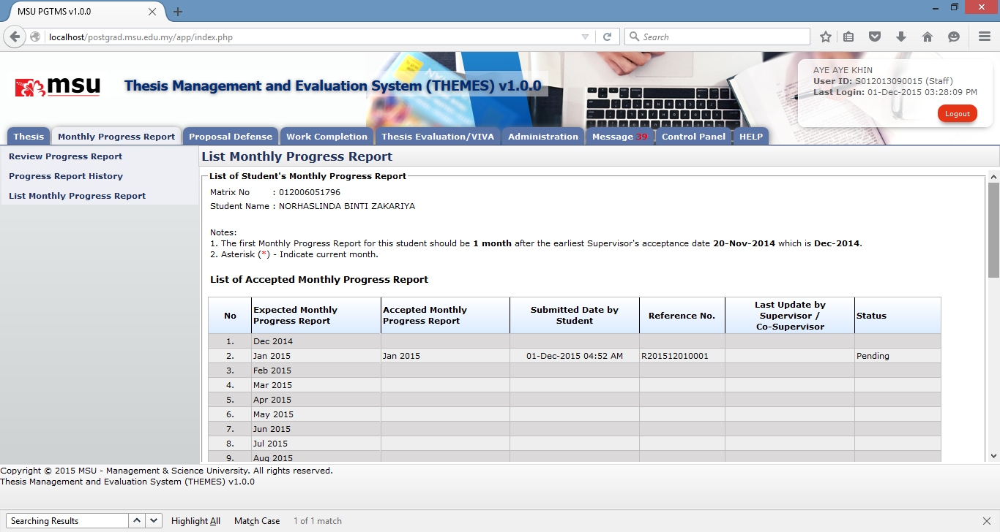 MSU PGTMS v1.0.0
localhost/postgrad.msu.edu.my/app/index.php
Search
msu
Thesis Management and Evaluation System (THEMES) v1.0.0
AYE AYE KHIN
User ID: S012013090015 (Staff)
Last Login: 01-Dec-2015 03:28:09 PM
Logout
Thesis Monthly Progress Report Proposal Defense Work Completion Thesis Evaluation/VIVA Administration Message 39 Control Panel HELP
Review Progress Report
Progress Report History
List Monthly Progress Report
List Monthly Progress Report
List of Student's Monthly Progress Report
Matrix No : 012006051796
Student Name : NORHASLINDA BINTI ZAKARIYA
Notes:
1. The first Monthly Progress Report for this student should be 1 month after the earliest Supervisor's acceptance date 20-Nov-2014 which is Dec-2014.
2. Asterisk (*) - Indicate current month.
List of Accepted Monthly Progress Report
No
Expected Monthly
Progress Report
Accepted Monthly
Progress Report
Submitted Date by
Student
Reference No.
Last Update by
Supervisor /
Co-Supervisor
Status
1. Dec 2014
2. Jan 2015 Jan 2015 01-Dec-2015 04:52 AM R201512010001 Pending
3. Feb 2015
4. Mar 2015
5. Apr 2015
6. May 2015
7. Jun 2015
8. Jul 2015
9. Aug 2015
Copyright © 2015 MSU - Management & Science University. All rights reserved.
Thesis Management and Evaluation System (THEMES) v1.0.0
Searching Results Highlight All Match Case 1 of 1 match